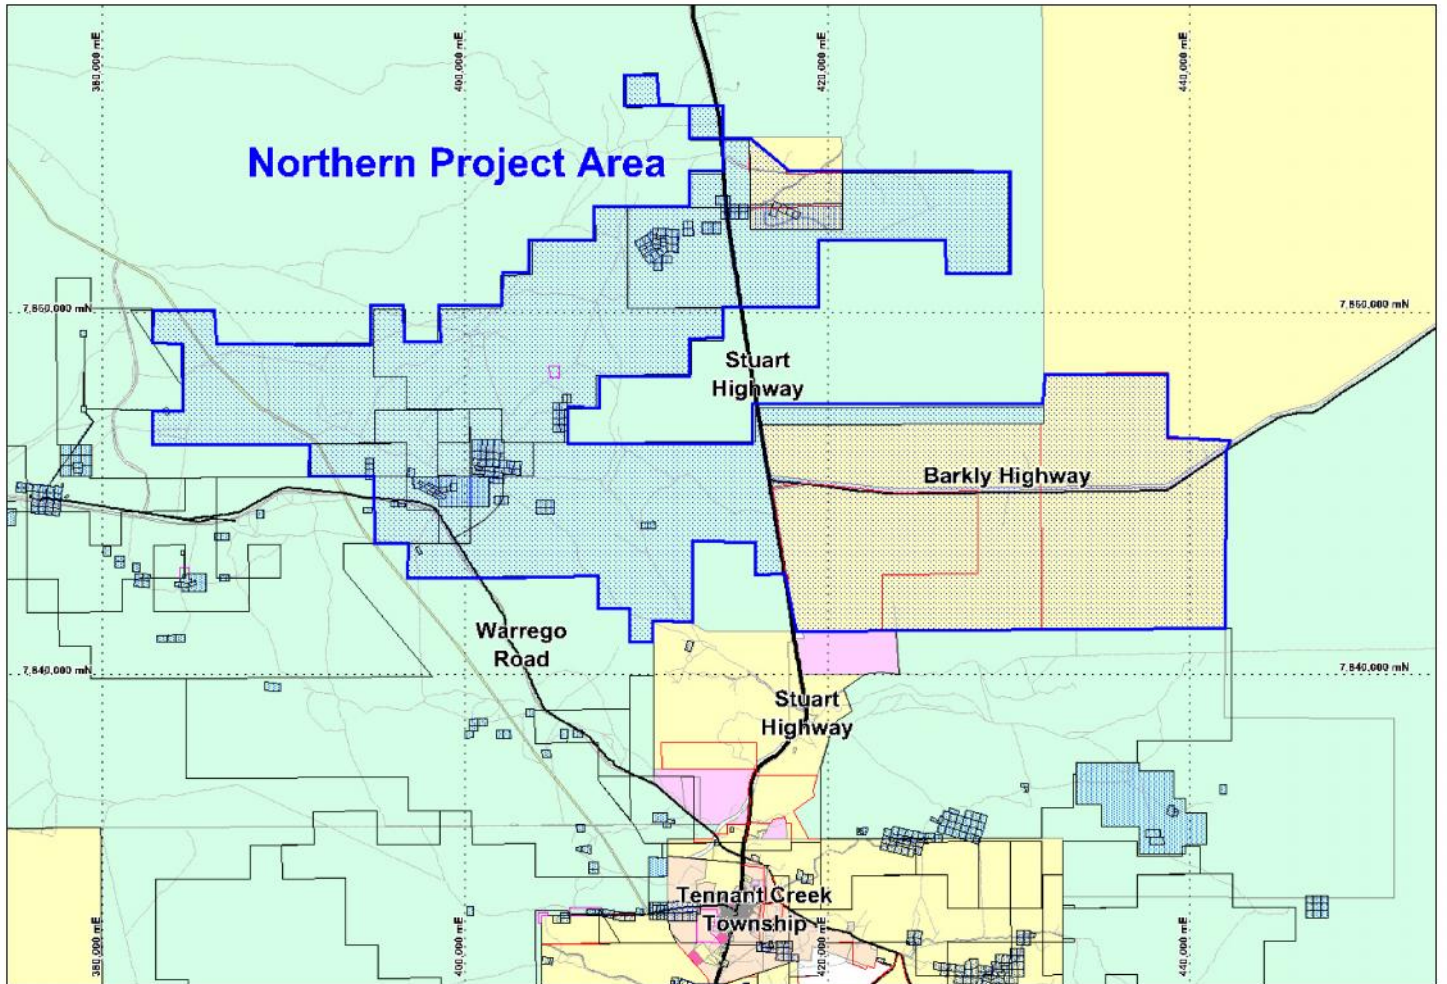 380,000 mE
400,000 mE
420,000 mE
440,000 mE
Northern Project Area
7,860,000 mN
7,860,000 mN
Stuart
Highway
Barkly Highway
Warrego
Road
7,840,000 mN
7,840,000 mN
Stuart
Highway
Tennant Creek
Township
380,000 mE
400,000 mE
420,000 mE
440,000 mE